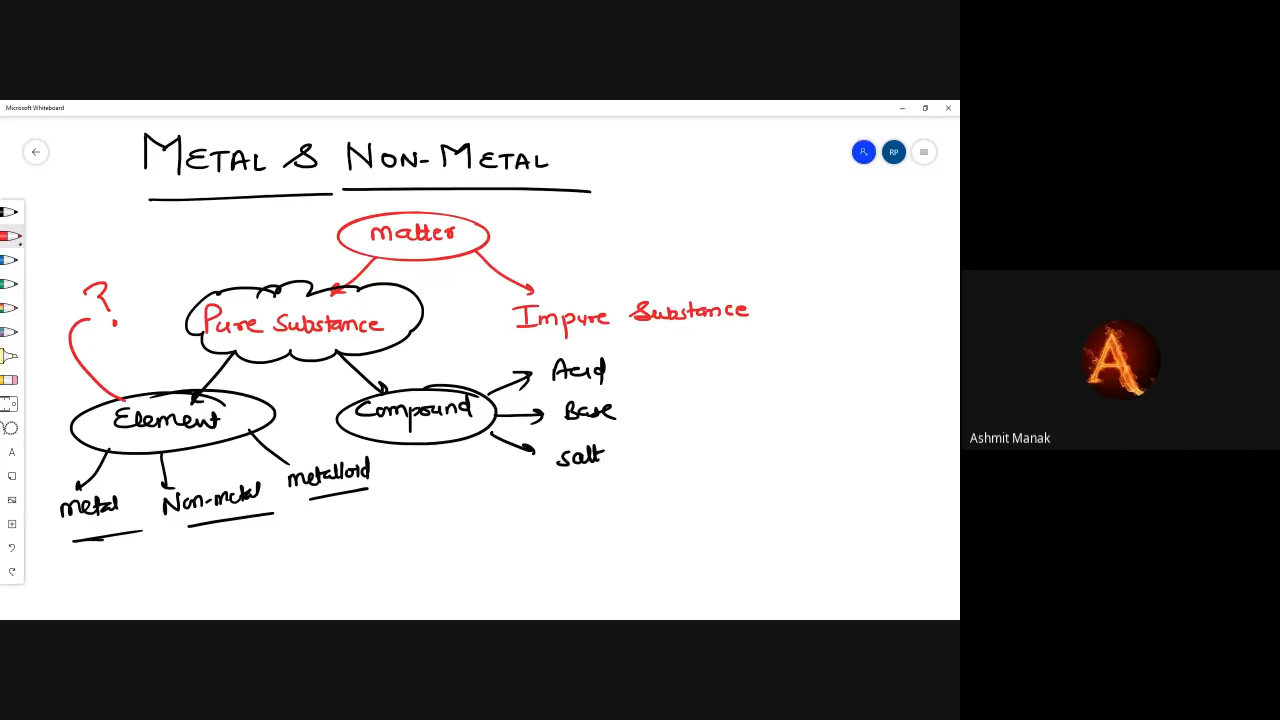 Microsoft Whiteboard
METAL & NON-METAL
RP
matter
?
Pure Substance
Impure Substance
Acid
Element
Compound
Base
Salt
metalloid
metal
Non-metal
A
A
Ashmit Manak